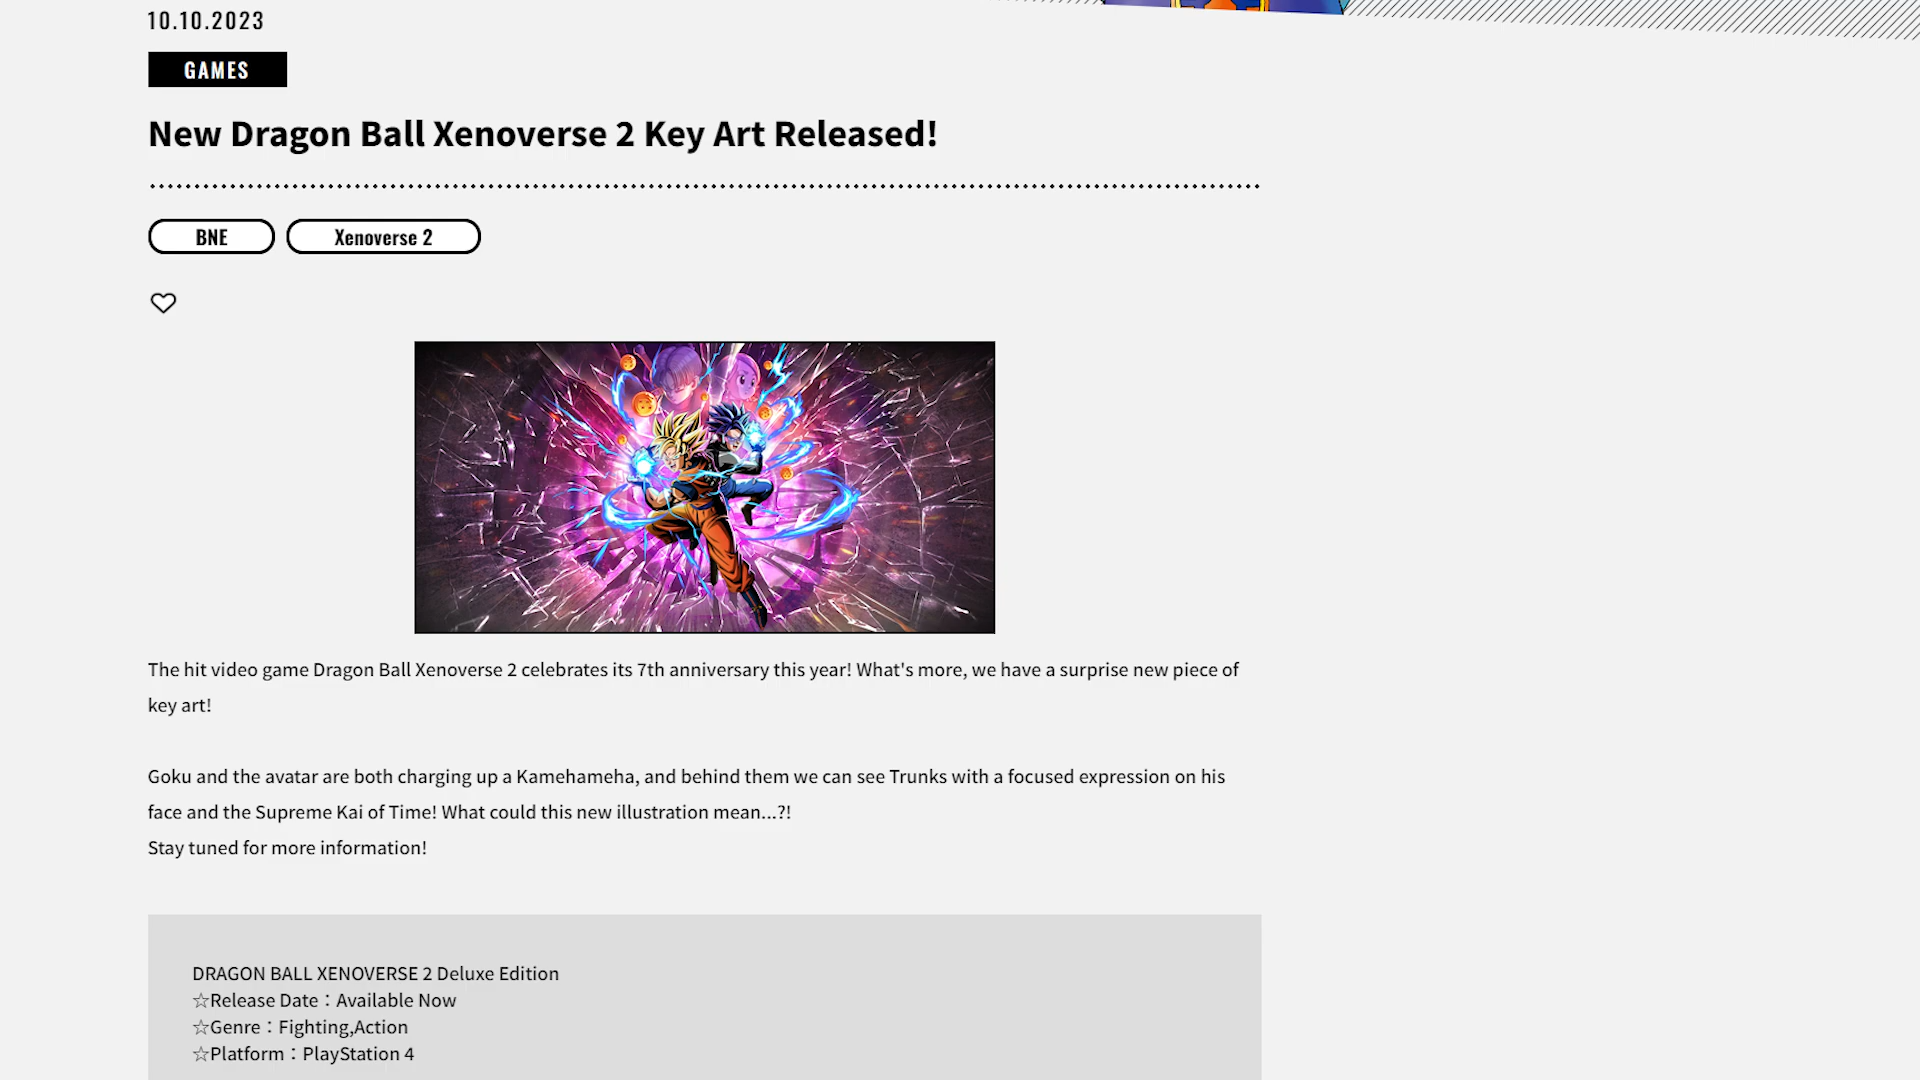 10.10.2023
GAMES
New Dragon Ball Xenoverse 2 Key Art Released!
BNE
Xenoverse 2
The hit video game Dragon Ball Xenoverse 2 celebrates its 7th anniversary this year! What's more, we have a surprise new piece of
key art!
Goku and the avatar are both charging up a Kamehameha, and behind them we can see Trunks with a focused expression on his
face and the Supreme Kai of Time! What could this new illustration mean...?!
Stay tuned for more information!
DRAGON BALL XENOVERSE 2 Deluxe Edition
☆Release Date：Available Now
☆Genre：Fighting,Action
☆Platform：PlayStation 4